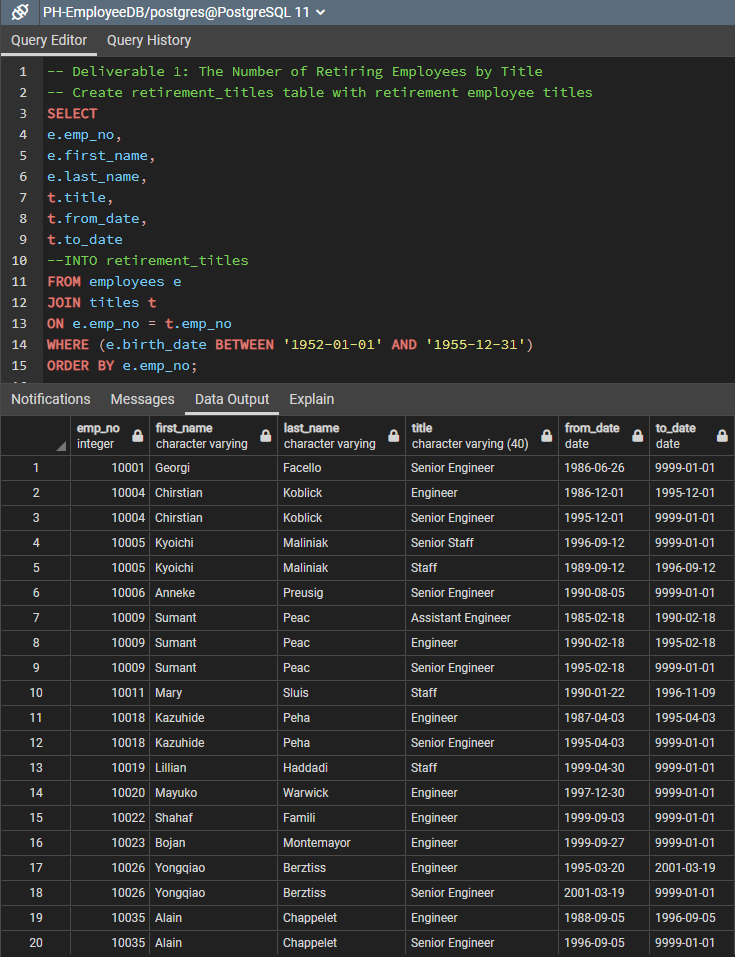 PH-EmployeeDB/postgres@PostgreSQL 11
Query Editor Query History
1 -- Deliverable 1: The Number of Retiring Employees by Title
2 -- Create retirement_titles table with retirement employee titles
3 SELECT
4 e.emp_no,
5 e.first_name,
6 e.last_name,
7 t.title,
8 t.from_date,
9 t.to_date
10 --INTO retirement_titles
11 FROM employees e
12 JOIN titles t
13 ON e.emp_no = t.emp_no
14 WHERE (e.birth_date BETWEEN '1952-01-01' AND '1955-12-31')
15 ORDER BY e.emp_no;
Notifications Messages Data Output Explain
emp_no first_name last_name title from_date to_date
integer character varying character varying character varying (40) date date
1 10001 Georgi Facello Senior Engineer 1986-06-26 9999-01-01
2 10004 Chirstian Koblick Engineer 1986-12-01 1995-12-01
3 10004 Chirstian Koblick Senior Engineer 1995-12-01 9999-01-01
4 10005 Kyoichi Maliniak Senior Staff 1996-09-12 9999-01-01
5 10005 Kyoichi Maliniak Staff 1989-09-12 1996-09-12
6 10006 Anneke Preusig Senior Engineer 1990-08-05 9999-01-01
7 10009 Sumant Peac Assistant Engineer 1985-02-18 1990-02-18
8 10009 Sumant Peac Engineer 1990-02-18 1995-02-18
9 10009 Sumant Peac Senior Engineer 1995-02-18 9999-01-01
10 10011 Mary Sluis Staff 1990-01-22 1996-11-09
11 10018 Kazuhide Peha Engineer 1987-04-03 1995-04-03
12 10018 Kazuhide Peha Senior Engineer 1995-04-03 9999-01-01
13 10019 Lillian Haddadi Staff 1999-04-30 9999-01-01
14 10020 Mayuko Warwick Engineer 1997-12-30 9999-01-01
15 10022 Shahaf Famili Engineer 1999-09-03 9999-01-01
16 10023 Bojan Montemayor Engineer 1999-09-27 9999-01-01
17 10026 Yongqiao Berztiss Engineer 1995-03-20 2001-03-19
18 10026 Yongqiao Berztiss Senior Engineer 2001-03-19 9999-01-01
19 10035 Alain Chappelet Engineer 1988-09-05 1996-09-05
20 10035 Alain Chappelet Senior Engineer 1996-09-05 9999-01-01